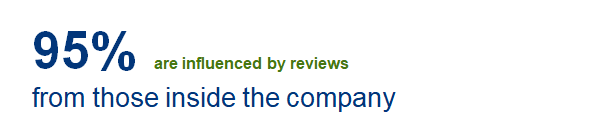 95% are influenced by reviews
from those inside the company